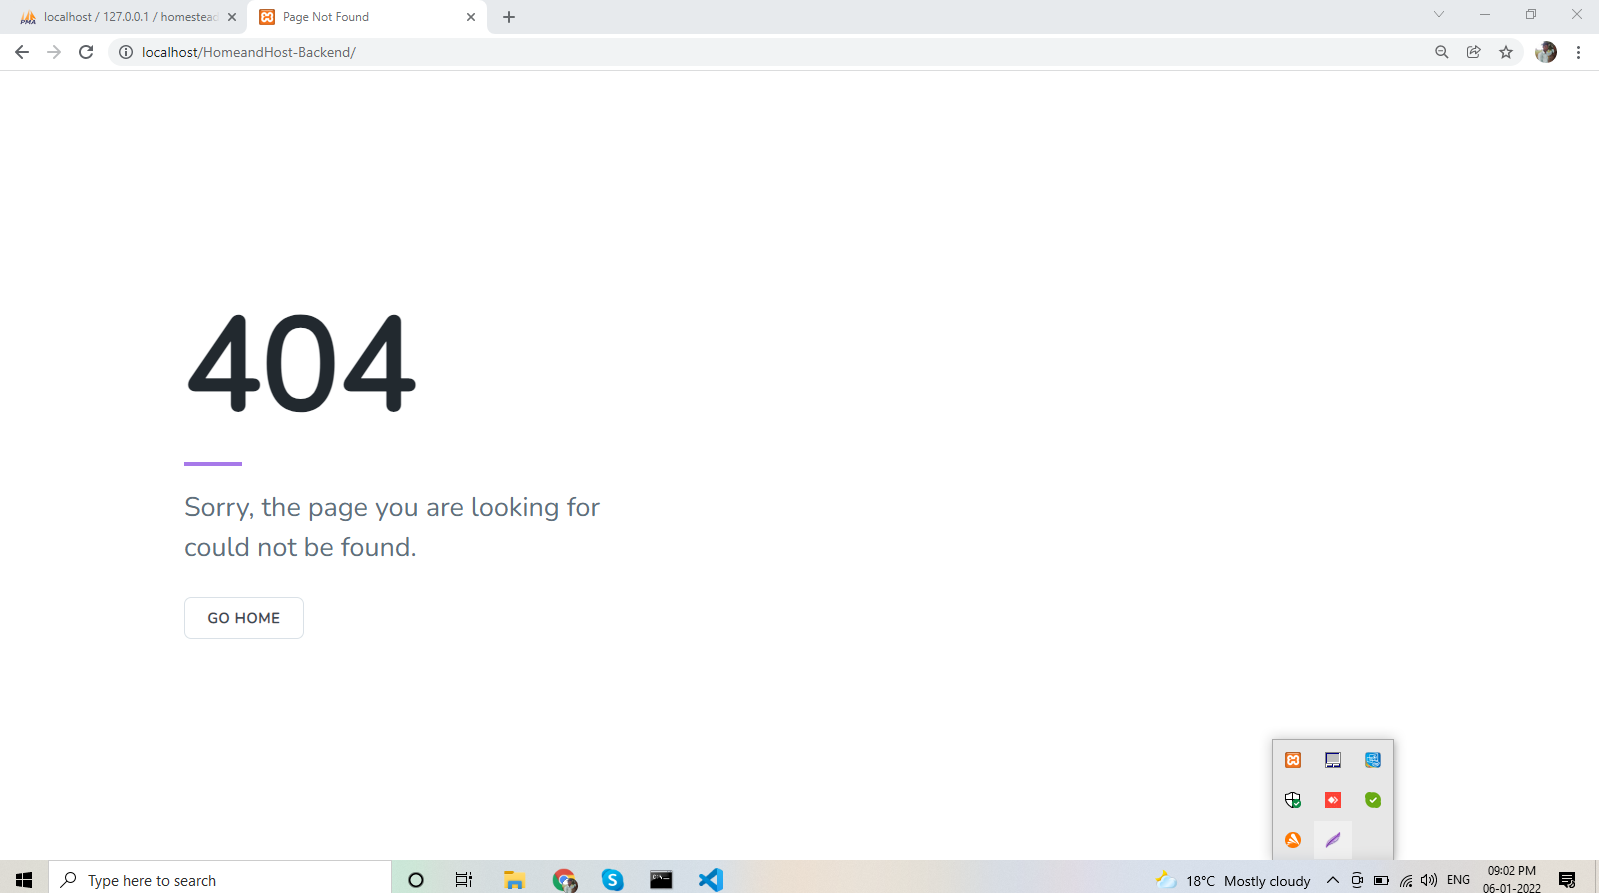 localhost / 127.0.0.1 / homestead
Page Not Found
localhost/HomeandHost-Backend/
404
Sorry, the page you are looking for
could not be found.
GO HOME
Type here to search
18°C Mostly cloudy
ENG
09:02 PM
06-01-2022